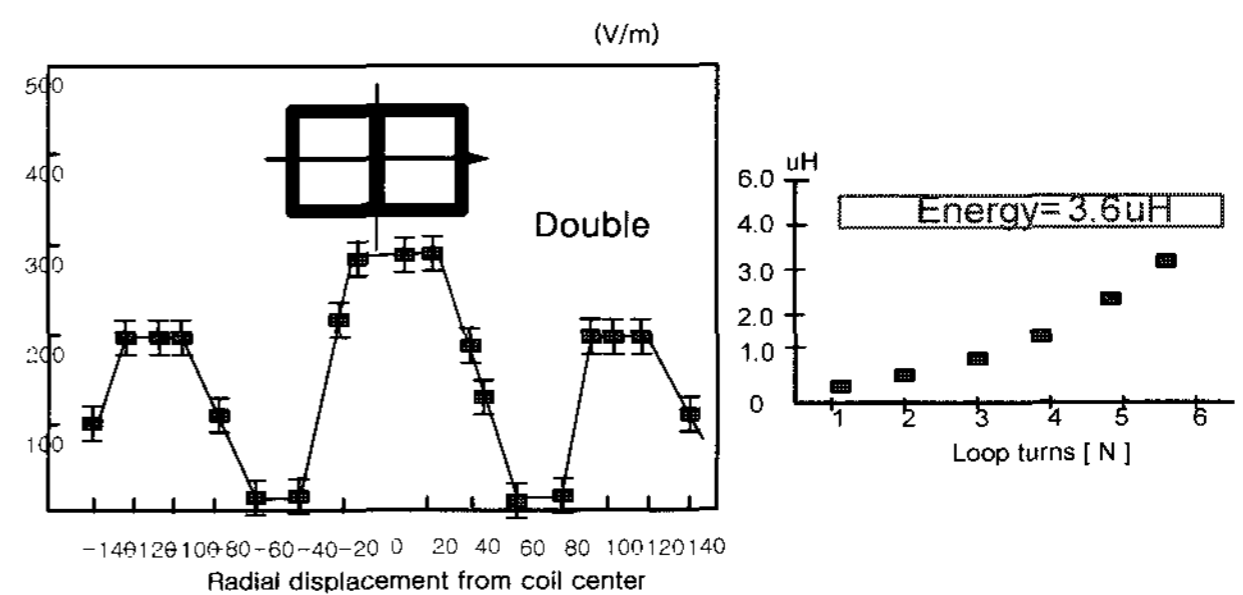 (V/m)
500
400
300
200
100
Double
-140-120-100-80-60-40-20 0 20 40 60 80 100 120 140
Radial displacement from coil center
uH
6.0
4.0
3.0
2.0
1.0
0
Energy=3.6uH
1 2 3 4 5 6
Loop turns [ N ]